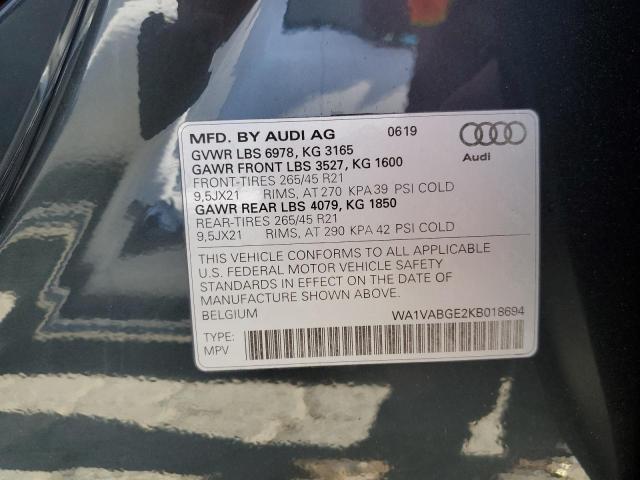 MFD. BY AUDI AG 0619
GVWR LBS 6978, KG 3165
GAWR FRONT LBS 3527, KG 1600 Audi
FRONT-TIRES 265/45 R21
9,5JX21 RIMS, AT 270 KPA 39 PSI COLD
GAWR REAR LBS 4079, KG 1850
REAR-TIRES 265/45 R21
9,5JX21 RIMS, AT 290 KPA 42 PSI COLD
THIS VEHICLE CONFORMS TO ALL APPLICABLE
U.S. FEDERAL MOTOR VEHICLE SAFETY
STANDARDS IN EFFECT ON THE DATE OF
MANUFACTURE SHOWN ABOVE.
BELGIUM WA1VABGE2KB018694
TYPE:
MPV